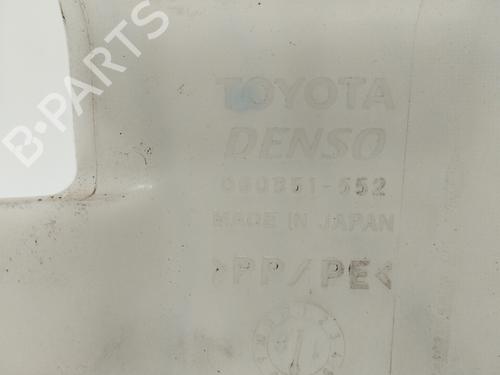 B-PARTS
TOYOTA
DENSO
060851-552
MADE IN JAPAN
>PP/PE<